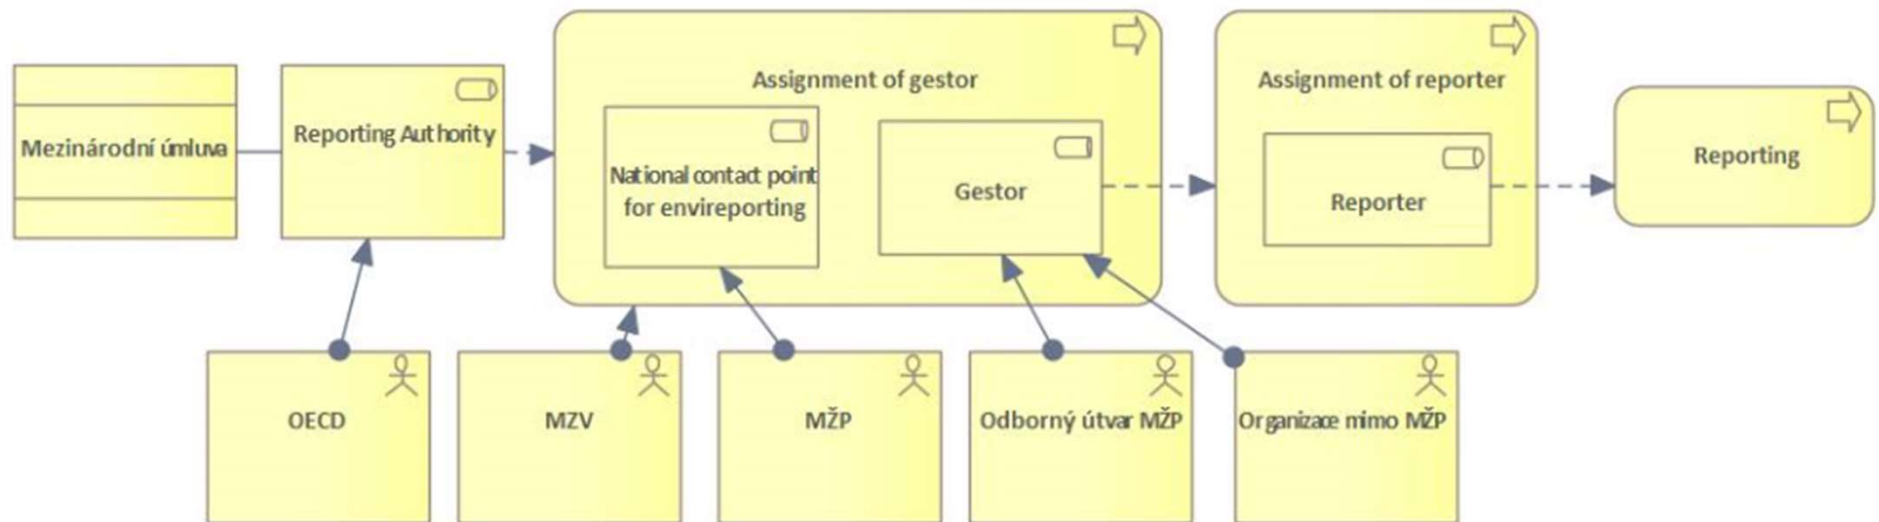 Assignment of gestor
Assignment of reporter
Mezinárodní úmluva
Reporting Authority
National contact point
for envireporting
Gestor
Reporter
Reporting
OECD
MZV
MŽP
Odborný útvar MŽP
Organizace mimo MŽP